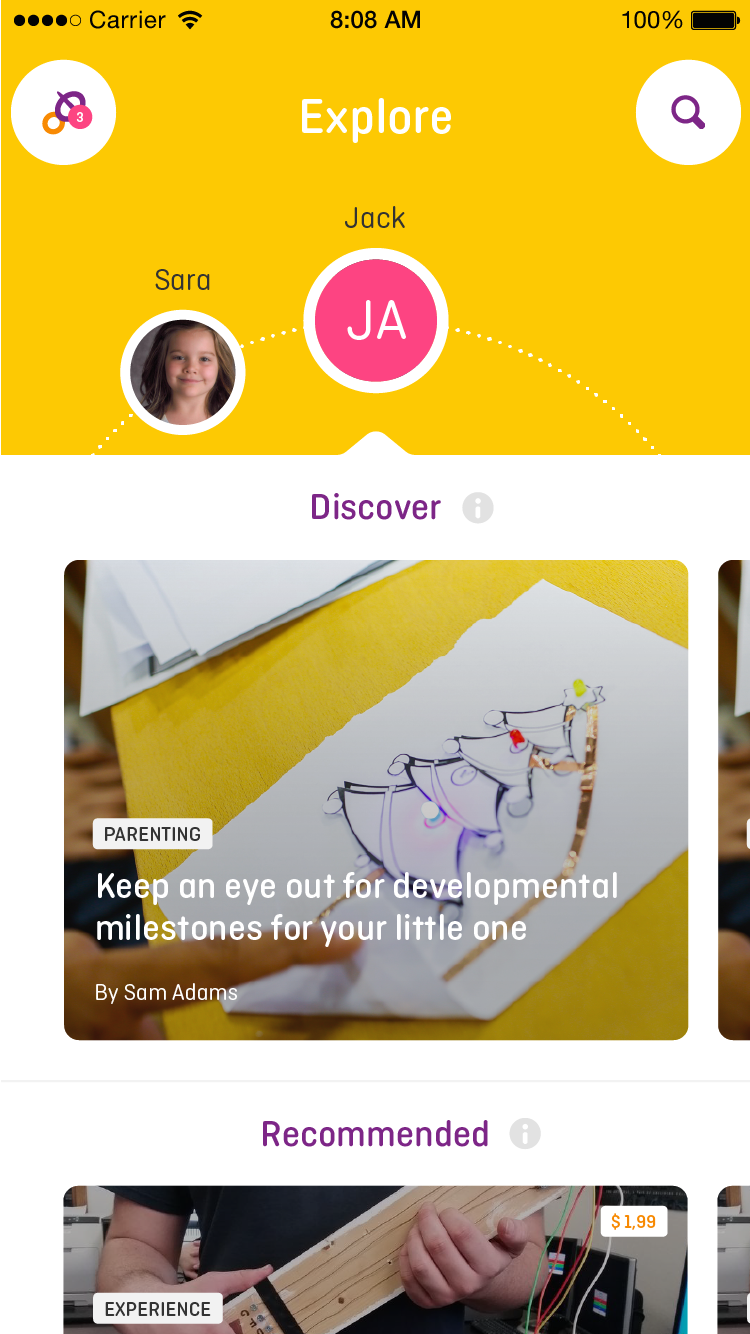 Carrier 8:08 AM 100%
3
Explore
Jack
Sara
JA
Discover
PARENTING
Keep an eye out for developmental
milestones for your little one
By Sam Adams
Recommended
$ 1,99
EXPERIENCE